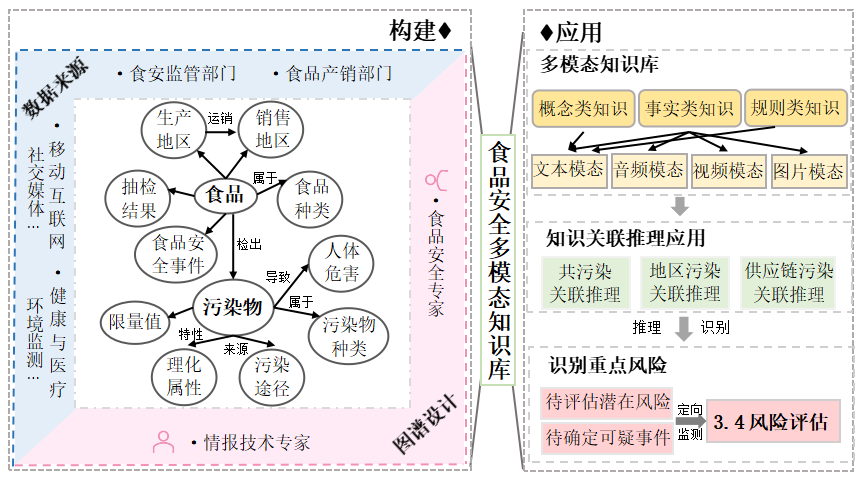 构建◆
数据来源
·食安监管部门
·食品产销部门
·移动互联网
社交媒体...
·健康与医疗
环境监测...
生产
地区
运销
销售
地区
食品
属于
食品
种类
抽检
结果
食品安
全事件
检出
人体
危害
导致
污染物
属于
限量值
特性
来源
污染物
种类
理化
属性
污染
途径
·食品安全专家
·情报技术专家
图谱设计
食品安全多模态知识库
◆应用
多模态知识库
概念类知识
事实类知识
规则类知识
文本模态
音频模态
视频模态
图片模态
知识关联推理应用
共污染
关联推理
地区污染
关联推理
供应链污染
关联推理
推理
识别
识别重点风险
待评估潜在风险
待确定可疑事件
定向
监测
3.4风险评估